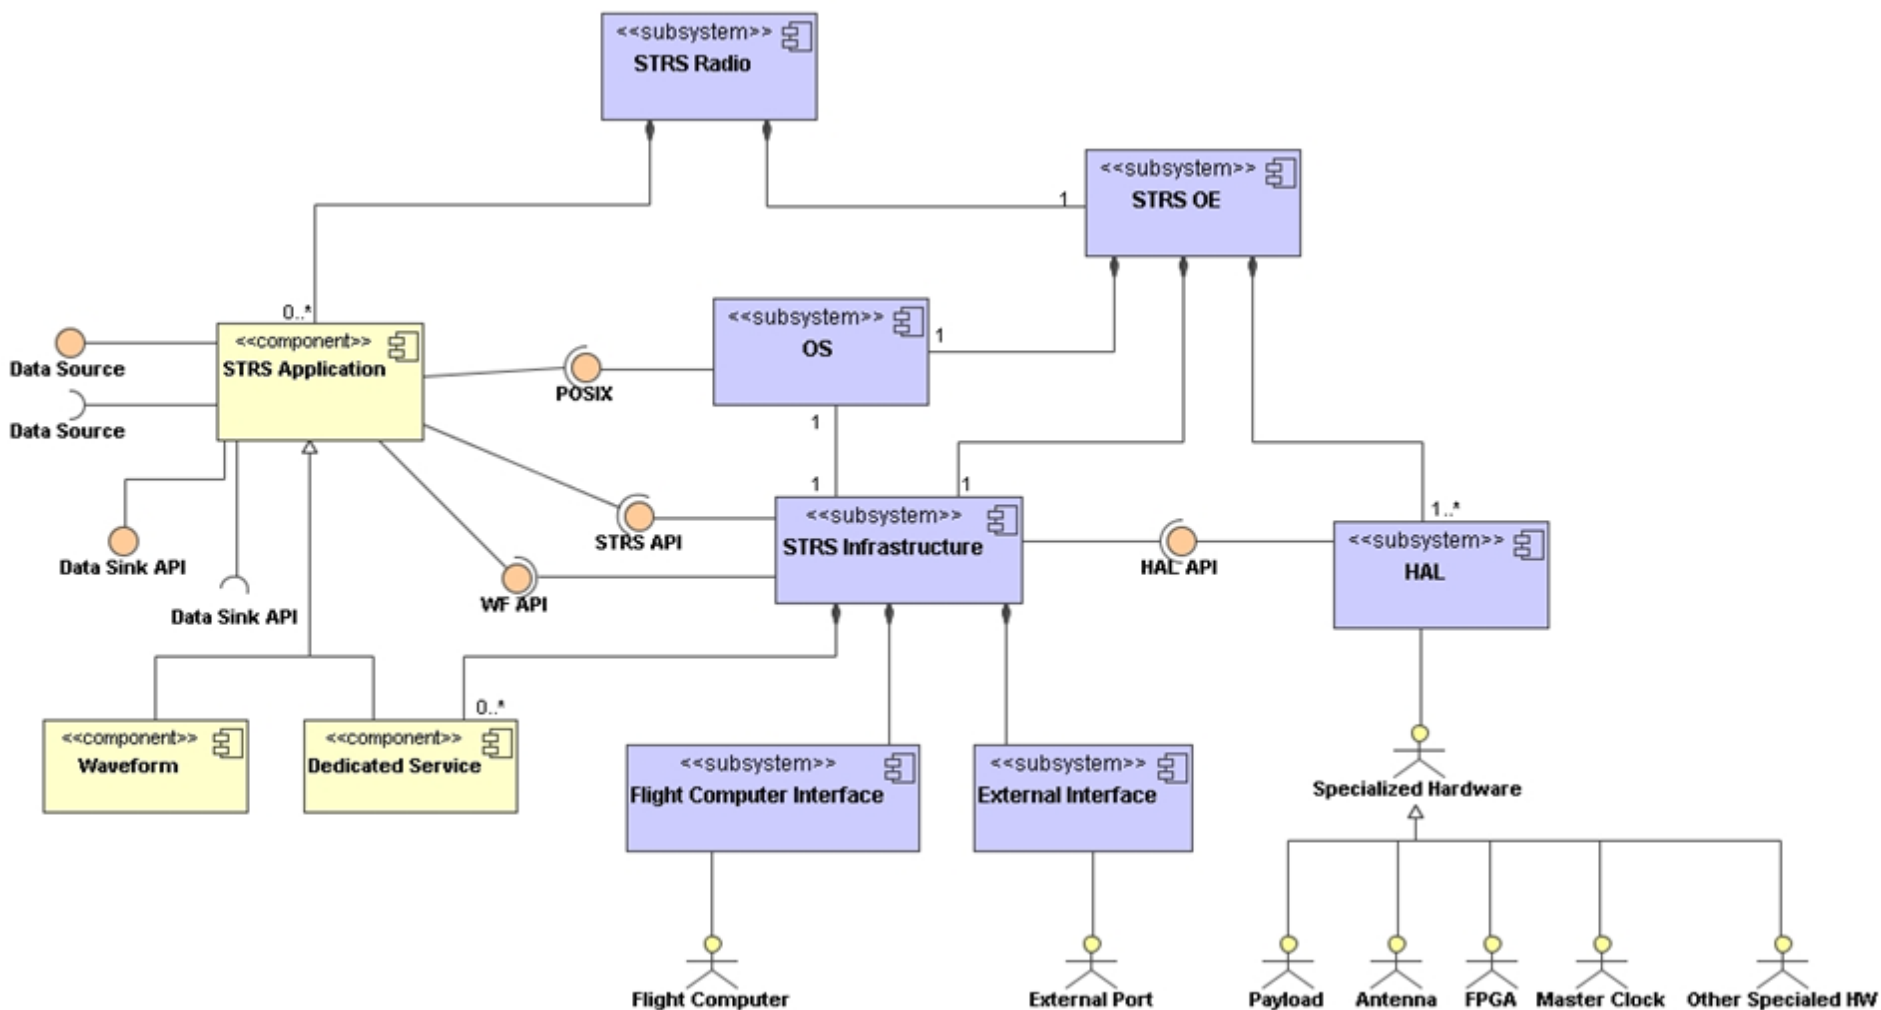 <<subsystem>>
STRS Radio
<<subsystem>>
STRS OE
1
0..*
<<component>>
STRS Application
<<subsystem>>
OS
1
Data Source
Data Source
POSIX
1
1
1
1..*
<<subsystem>>
STRS Infrastructure
<<subsystem>>
HAL
STRS API
HAL API
Data Sink API
WF API
Data Sink API
0..*
<<component>>
Waveform
<<component>>
Dedicated Service
<<subsystem>>
Flight Computer Interface
<<subsystem>>
External Interface
Specialized Hardware
Flight Computer
External Port
Payload
Antenna
FPGA
Master Clock
Other Specialed HW